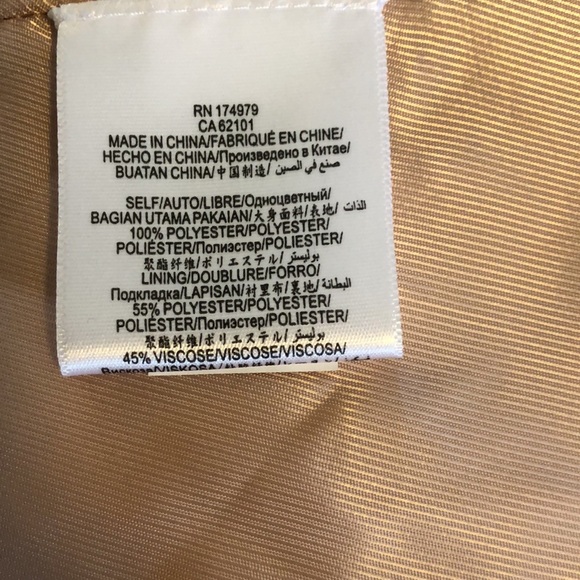 RN 174979
CA 62101
MADE IN CHINA/FABRIQUÉ EN CHINE/
HECHO EN CHINA/Произведено в Китае/
BUATAN CHINA/中国制造/ صنع في الصين
SELF/AUTO/LIBRE/Одноцветный/
BAGIAN UTAMA PAKAIAN/大身面料/表地/ الذات
100% POLYESTER/POLYESTER/
POLIÉSTER/Полиэстер/POLIESTER/
聚酯纤维/ポリエステル/ بوليستر
LINING/DOUBLURE/FORRO/
Подкладка/LAPISAN/衬里布/裏地/ البطانة
55% POLYESTER/POLYESTER/
POLIÉSTER/Полиэстер/POLIESTER/
聚酯纤维/ポリエステル/ بوليستر
45% VISCOSE/VISCOSE/VISCOSA/
Вискоза/VISKOSA/